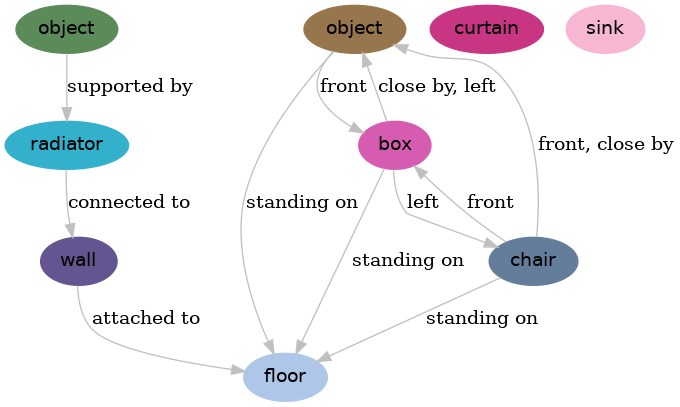 object
object
curtain
sink
supported by
front
close by, left
radiator
box
front, close by
connected to
standing on
left
front
wall
standing on
chair
attached to
standing on
floor